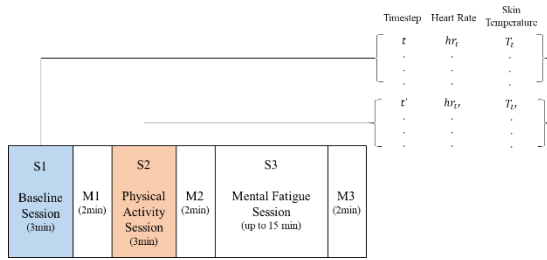 Timestep Heart Rate Skin Temperature
t hr_t T_t
. . .
. . .
. . .
t' hr_t' T_t'
. . .
. . .
. . .
S1
Baseline
Session
(3min)
M1
(2min)
S2
Physical
Activity
Session
(3min)
M2
(2min)
S3
Mental Fatigue
Session
(up to 15 min)
M3
(2min)